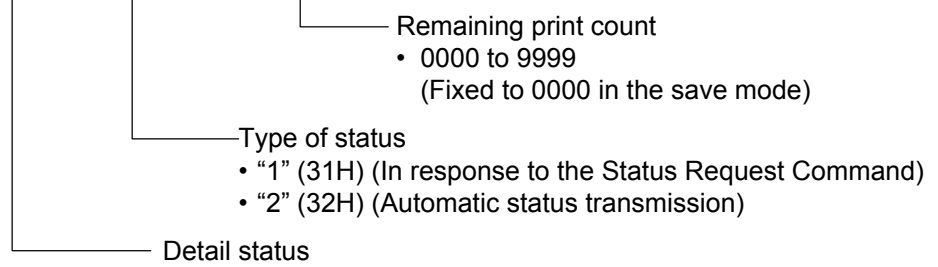 Remaining print count
• 0000 to 9999
(Fixed to 0000 in the save mode)
Type of status
• “1” (31H) (In response to the Status Request Command)
• “2” (32H) (Automatic status transmission)
Detail status